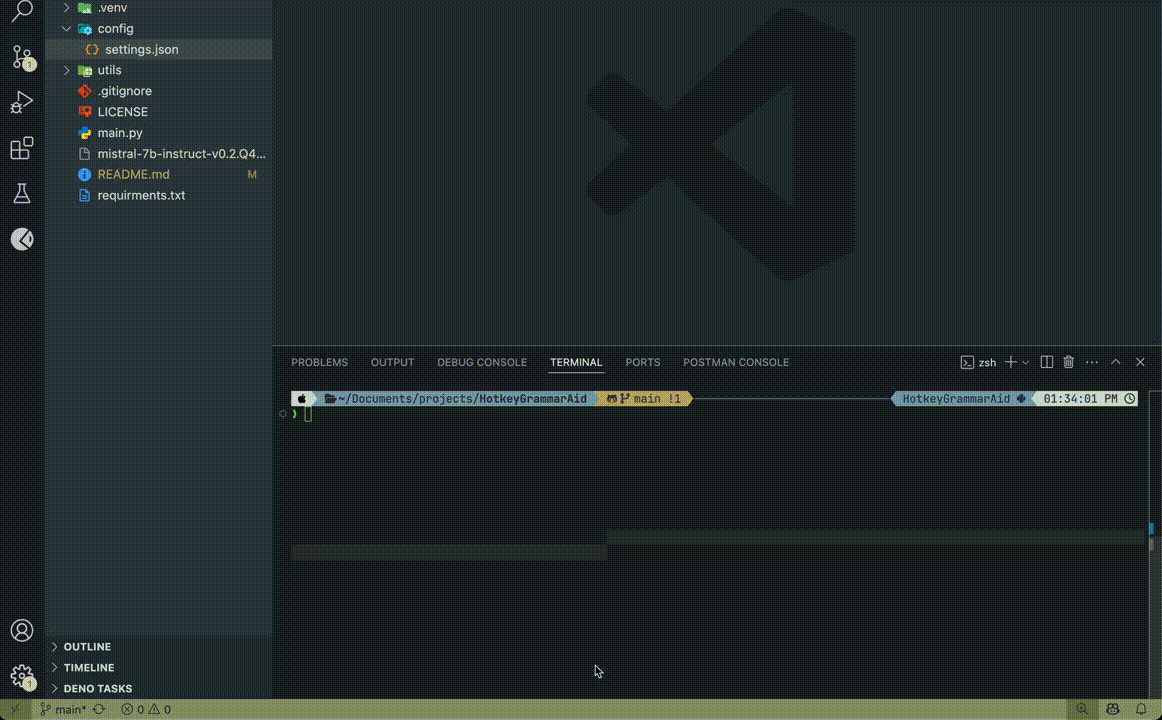 .venv
config
settings.json
utils
.gitignore
LICENSE
main.py
mistral-7b-instruct-v0.2.Q4...
README.md M
requirments.txt
PROBLEMS OUTPUT DEBUG CONSOLE TERMINAL PORTS POSTMAN CONSOLE zsh
~/Documents/projects/HotkeyGrammarAid main !1 HotkeyGrammarAid 01:34:01 PM
OUTLINE
TIMELINE
DENO TASKS
main* 0 0
1
1